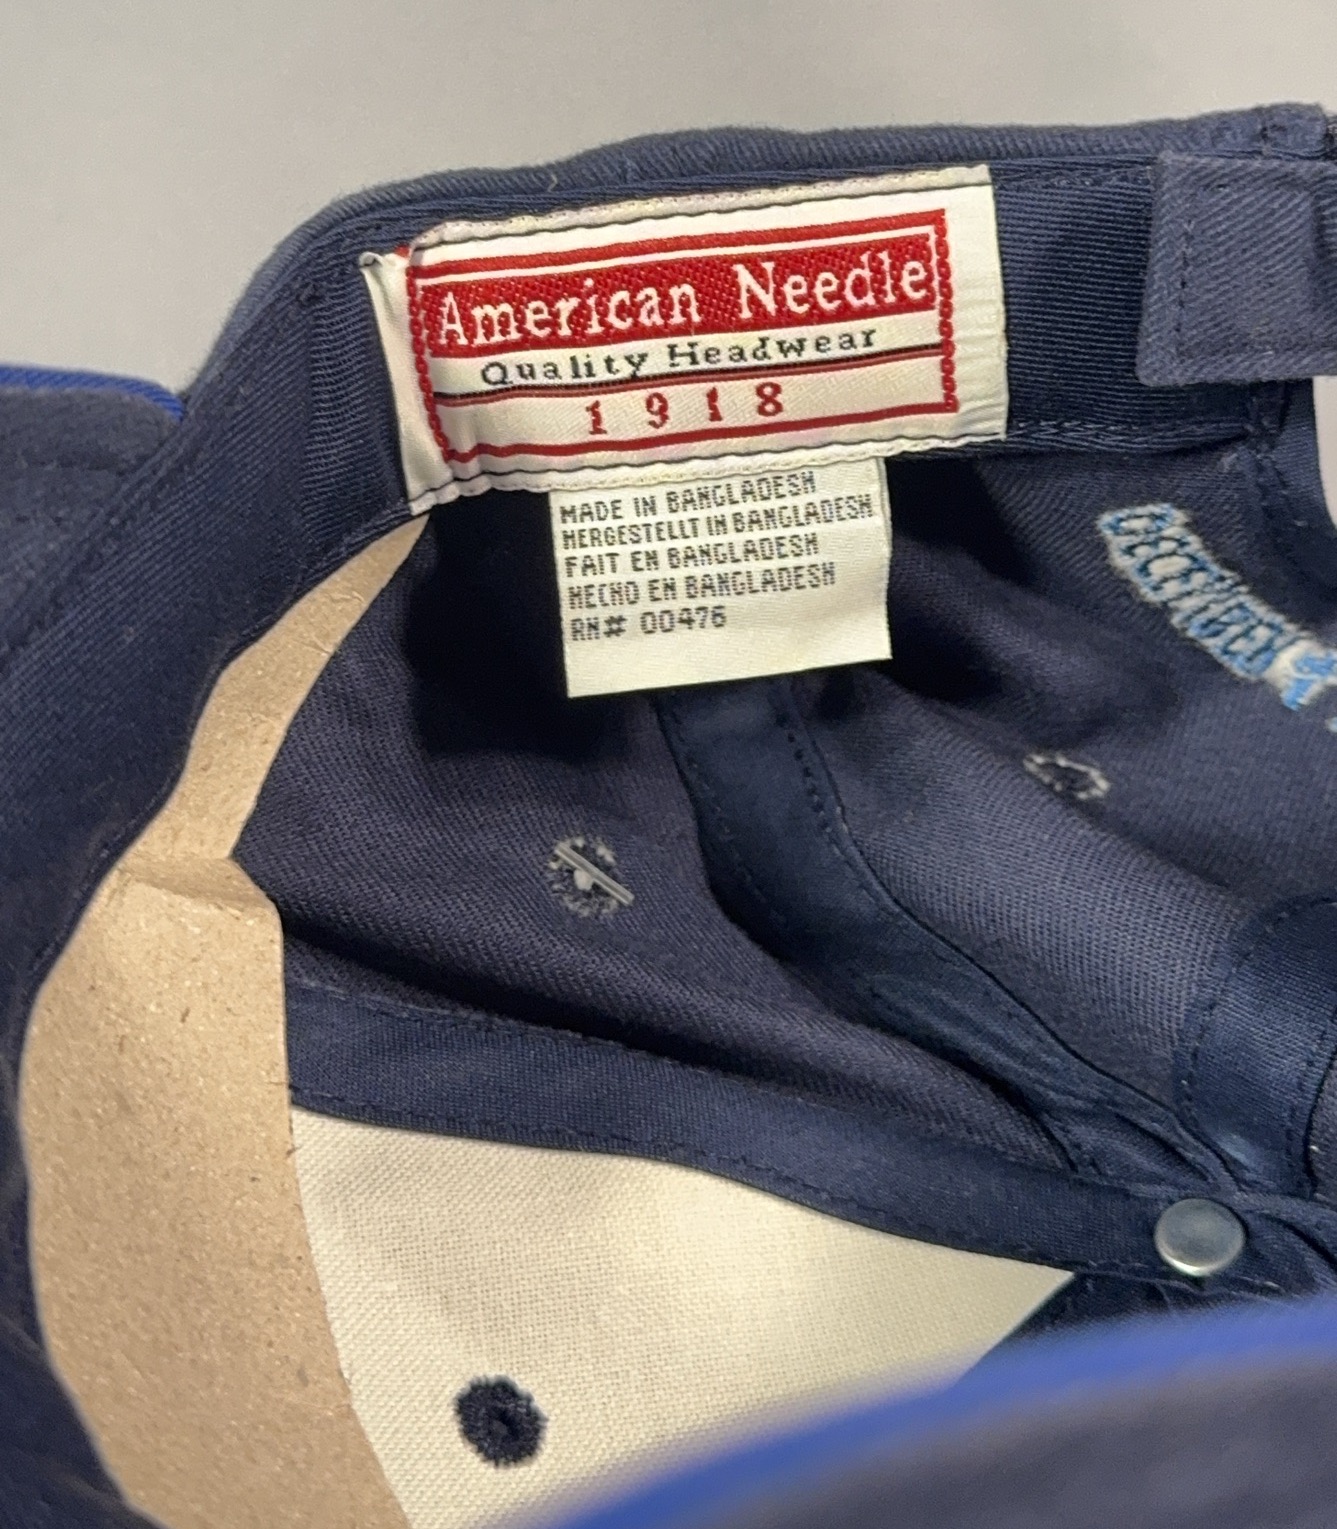 American Needle
Quality Headwear
1918
MADE IN BANGLADESH
HERGESTELLT IN BANGLADESH
FAIT EN BANGLADESH
HECHO EN BANGLADESH
RN# 00476